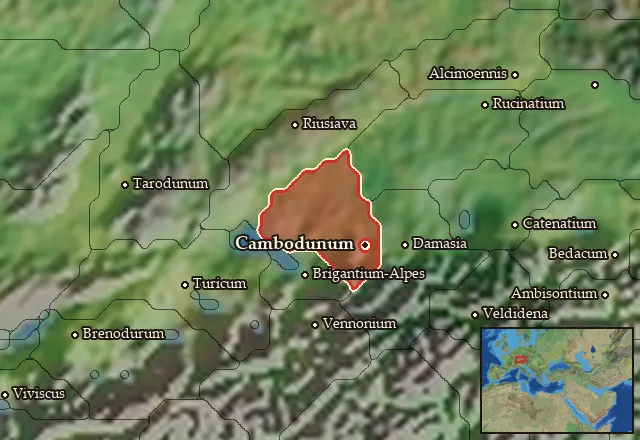 Alcimoennis
Rucinatium
Riusiava
Tarodunum
Catenatium
Cambodunum
Damasia
Bedacum
Brigantium-Alpes
Turicum
Ambisontium
Veldidena
Vennonium
Brenodurum
Viviscus